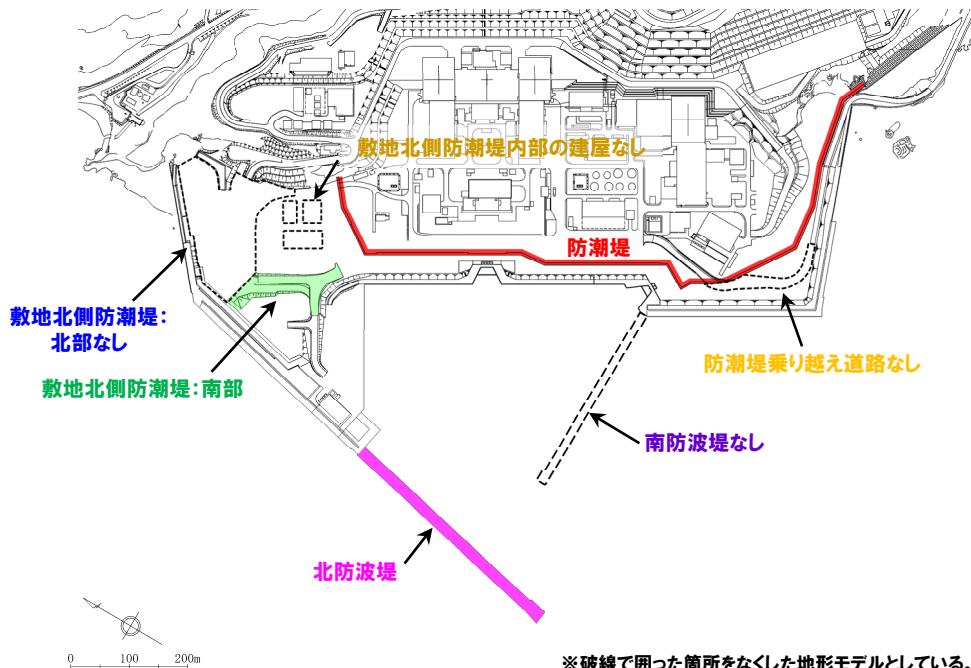 敷地北側防潮堤内部の建屋なし
防潮堤
敷地北側防潮堤：
北部なし
防潮堤乗り越え道路なし
敷地北側防潮堤：南部
南防波堤なし
北防波堤
0 100 200m
※破線で囲った箇所をなくした地形モデルとしている。